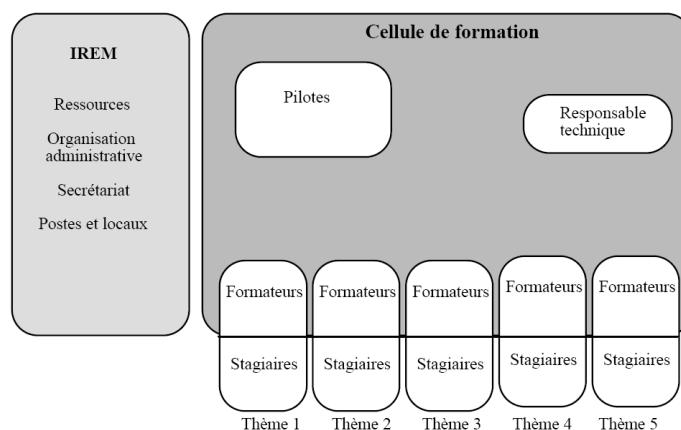 IREM
Ressources
Organisation
administrative
Secrétariat
Postes et locaux
Cellule de formation
Pilotes
Responsable
technique
Formateurs
Formateurs
Formateurs
Formateurs
Formateurs
Stagiaires
Stagiaires
Stagiaires
Stagiaires
Stagiaires
Thème 1
Thème 2
Thème 3
Thème 4
Thème 5